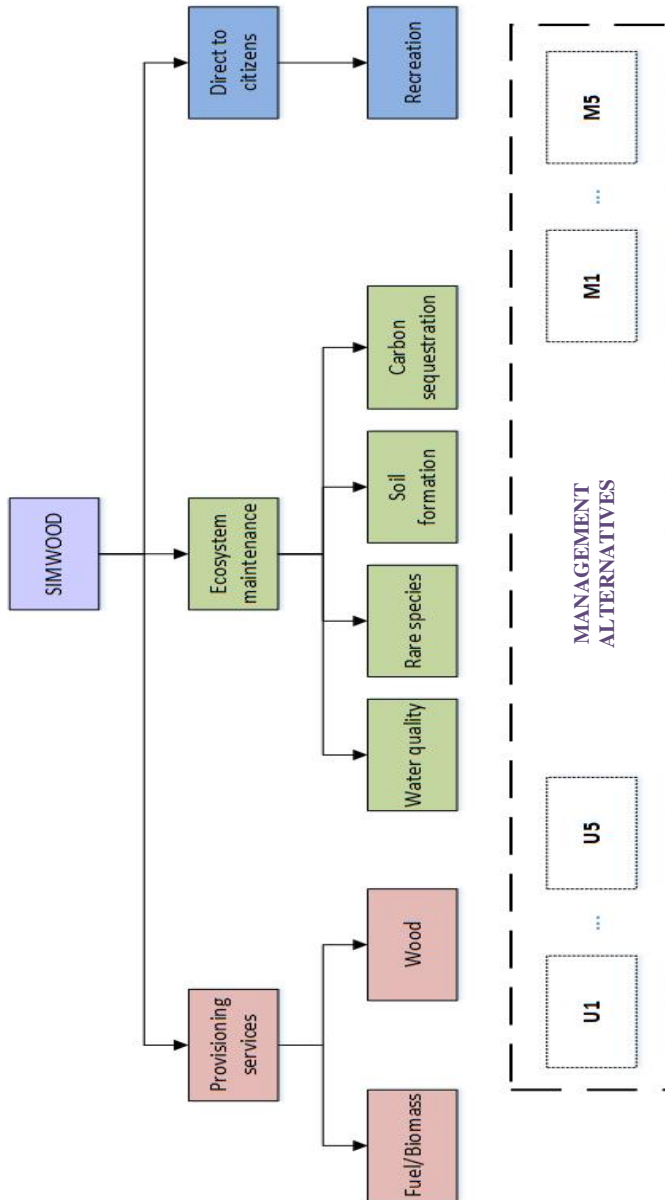 SIMWOOD
Provisioning
services
Ecosystem
maintenance
Direct to
citizens
Fuel/Biomass
Wood
Water quality
Rare species
Soil
formation
Carbon
sequestration
Recreation
U1
...
U5
MANAGEMENT
ALTERNATIVES
M1
...
M5